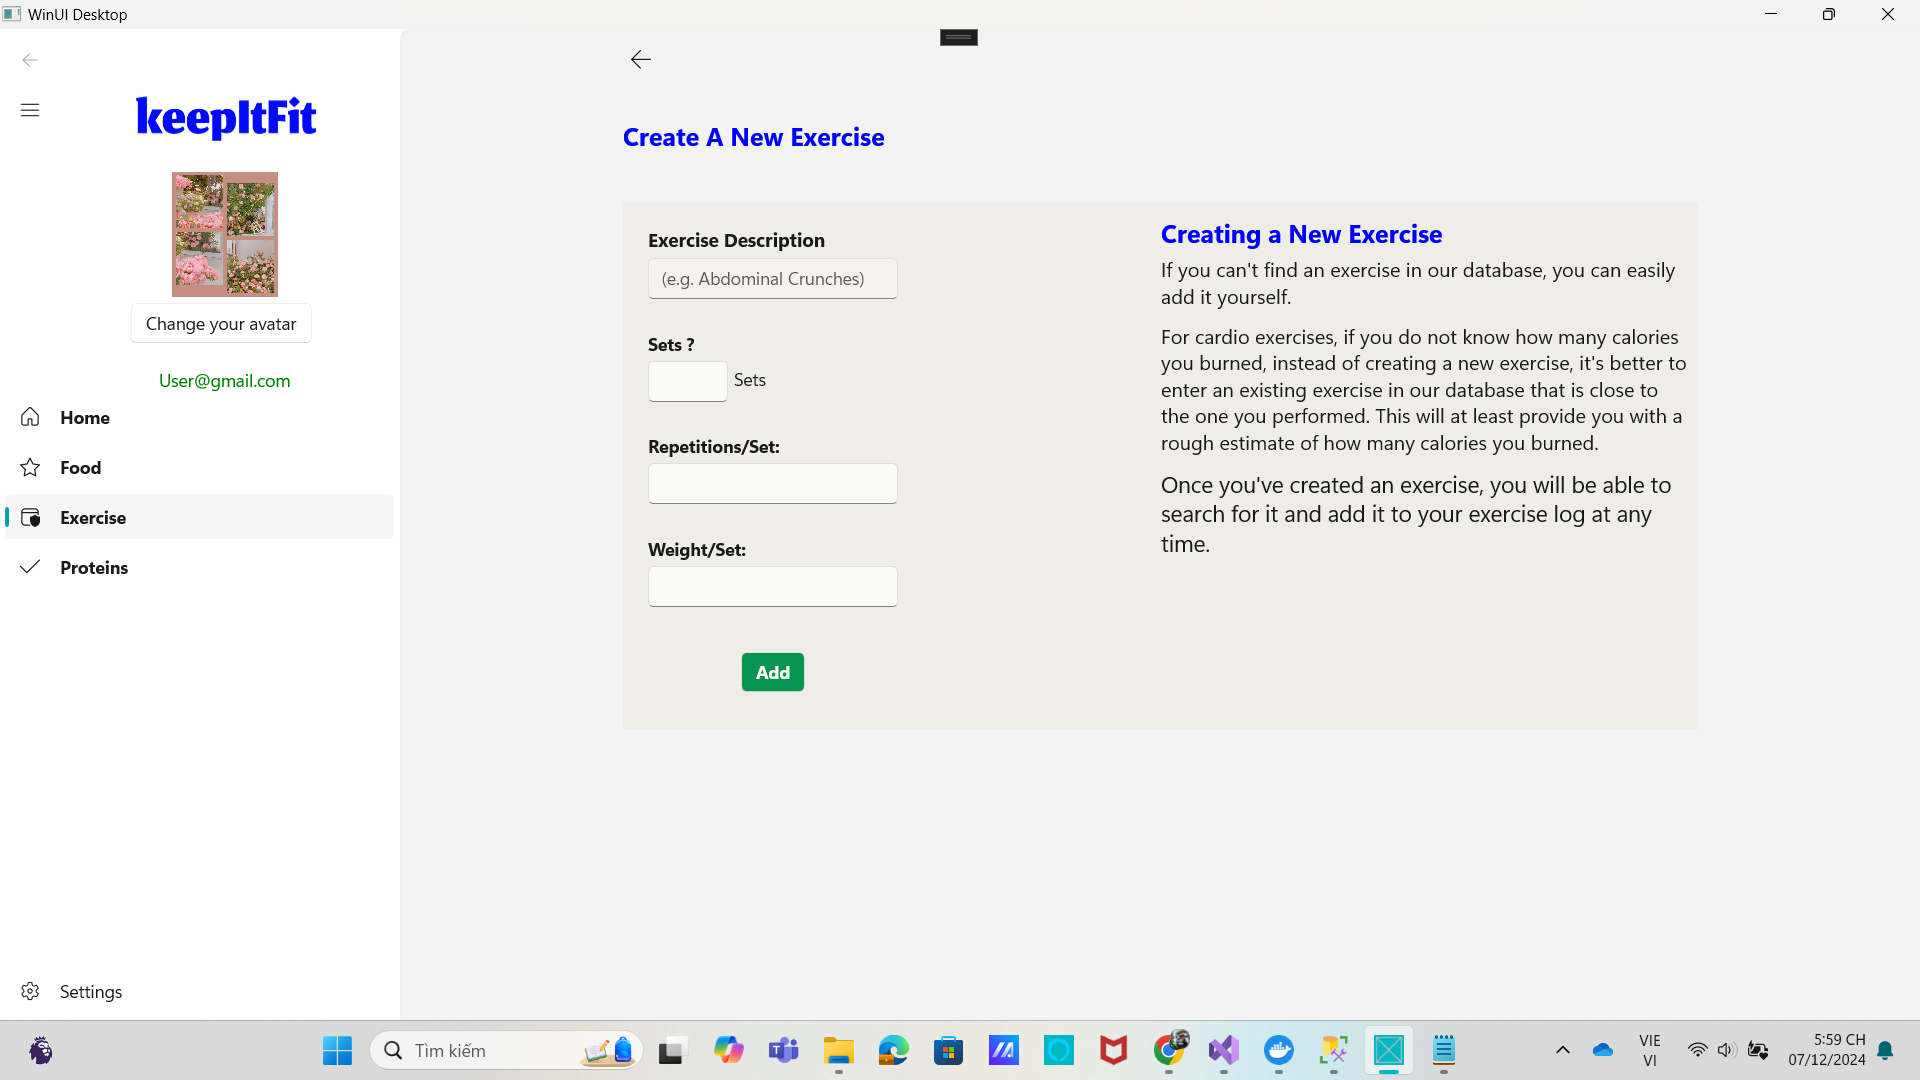 WinUI Desktop
keepItFit
Change your avatar
User@gmail.com
Home
Food
Exercise
Proteins
Settings
Create A New Exercise
Exercise Description
(e.g. Abdominal Crunches)
Sets ?
Sets
Repetitions/Set:
Weight/Set:
Add
Creating a New Exercise
If you can't find an exercise in our database, you can easily
add it yourself.
For cardio exercises, if you do not know how many calories
you burned, instead of creating a new exercise, it's better to
enter an existing exercise in our database that is close to
the one you performed. This will at least provide you with a
rough estimate of how many calories you burned.
Once you've created an exercise, you will be able to
search for it and add it to your exercise log at any
time.
Tìm kiếm
VIE
VI
5:59 CH
07/12/2024